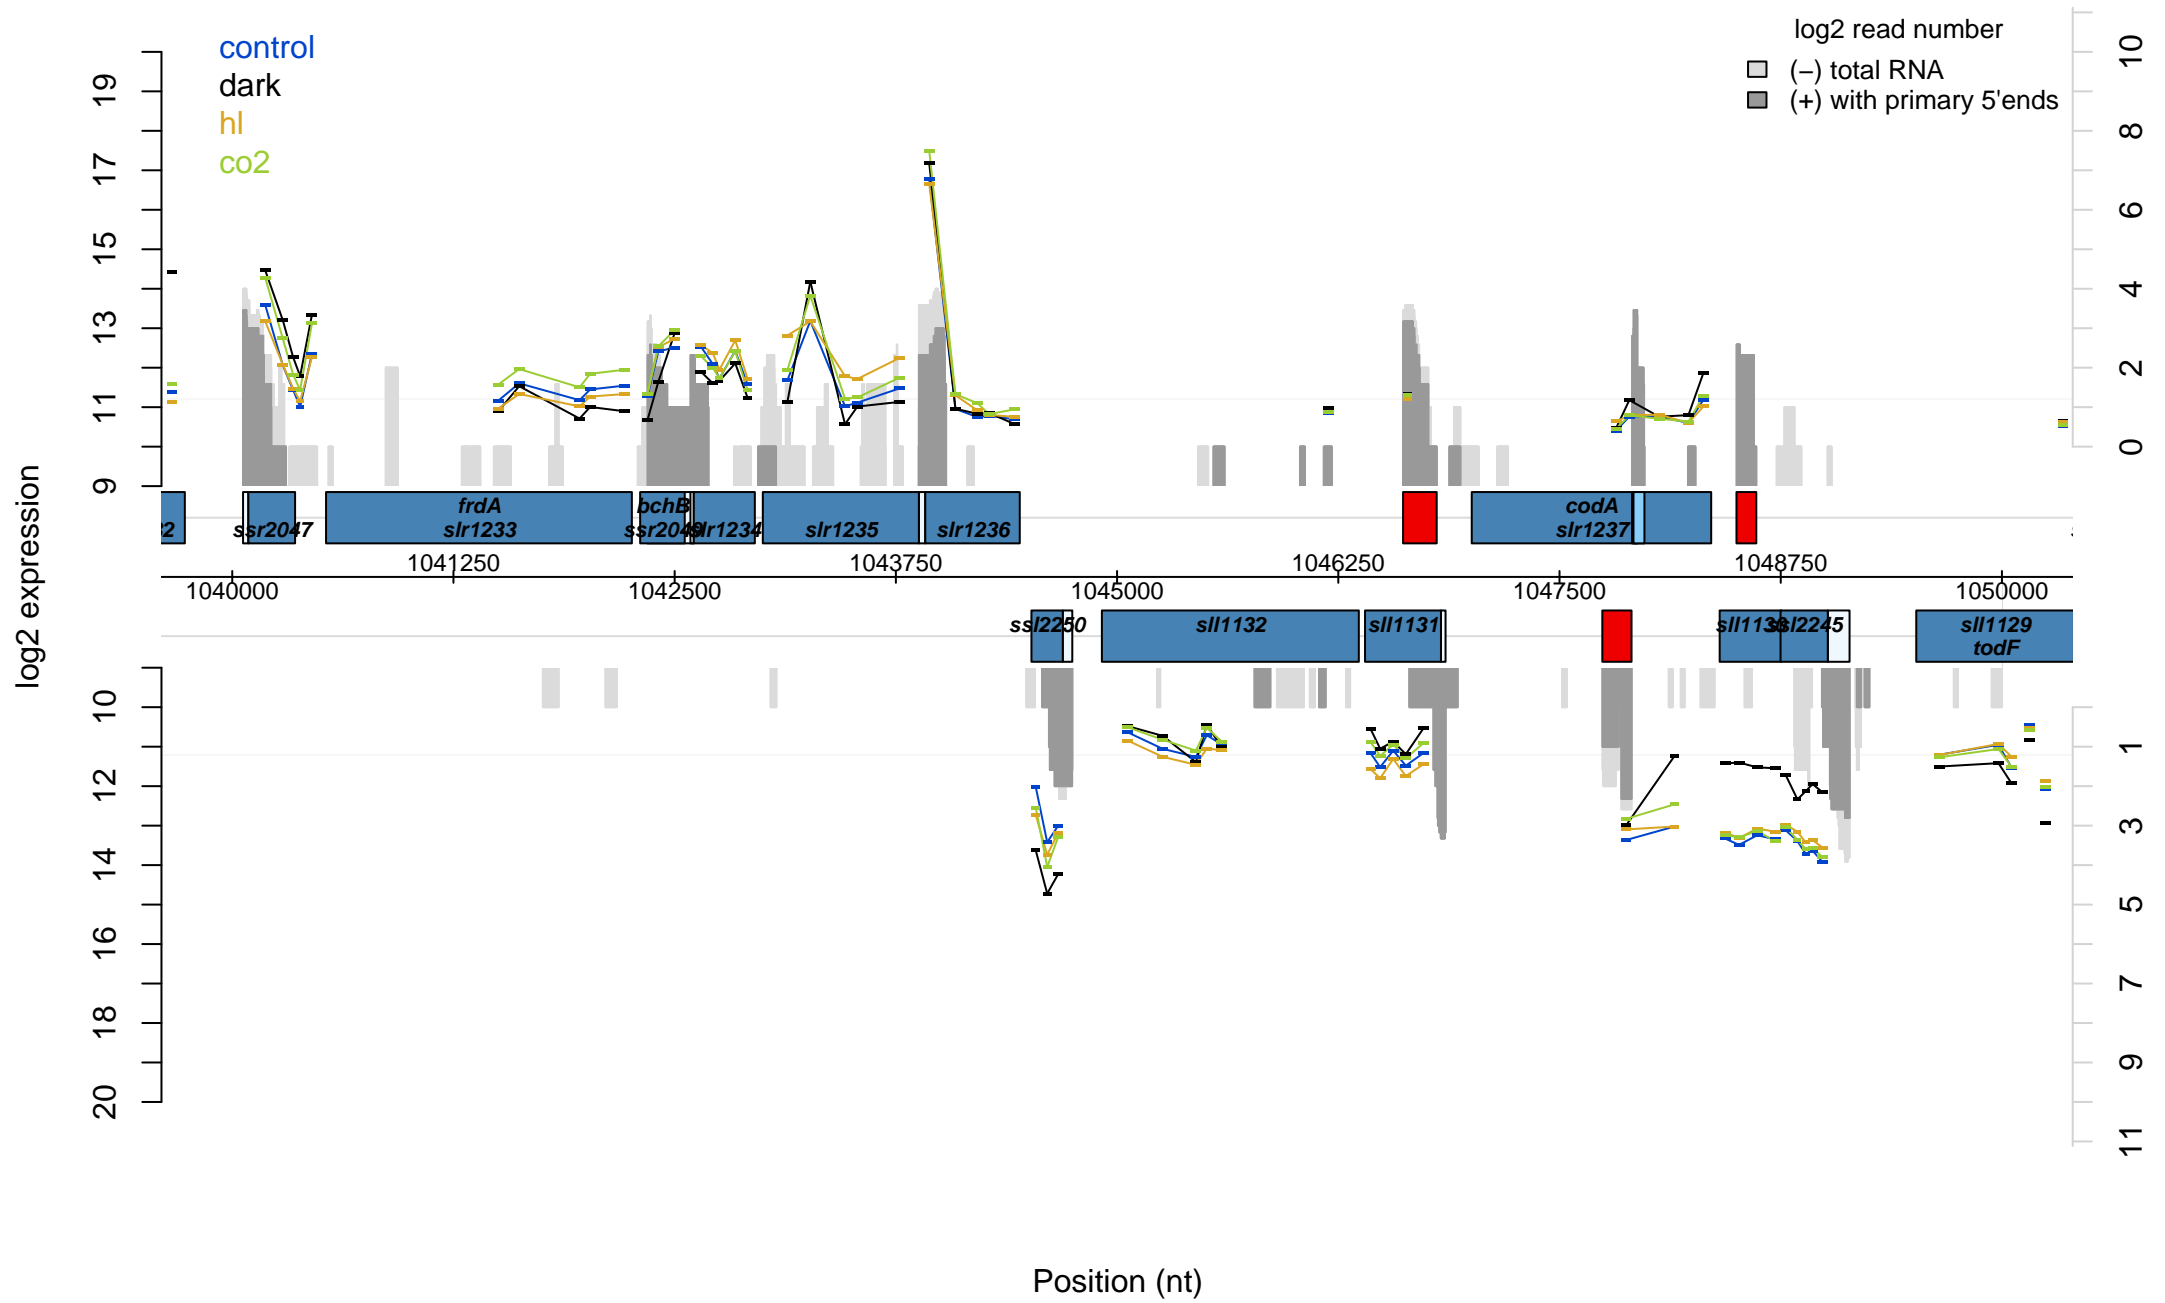 control
dark
hl
co2
log2 read number
(−) total RNA
(+) with primary 5'ends
19
17
15
13
11
9
10
8
6
4
2
0
log2 expression
2
ssr2047
frdA
slr1233
bchB
ssr2049
slr1234
slr1235
slr1236
codA
slr1237
1041250
1043750
1046250
1048750
1040000
1042500
1045000
1047500
1050000
ssl2250
sll1132
sll1131
sll1130
ssl2245
sll1129
todF
10
12
14
16
18
20
1
3
5
7
9
11
Position (nt)